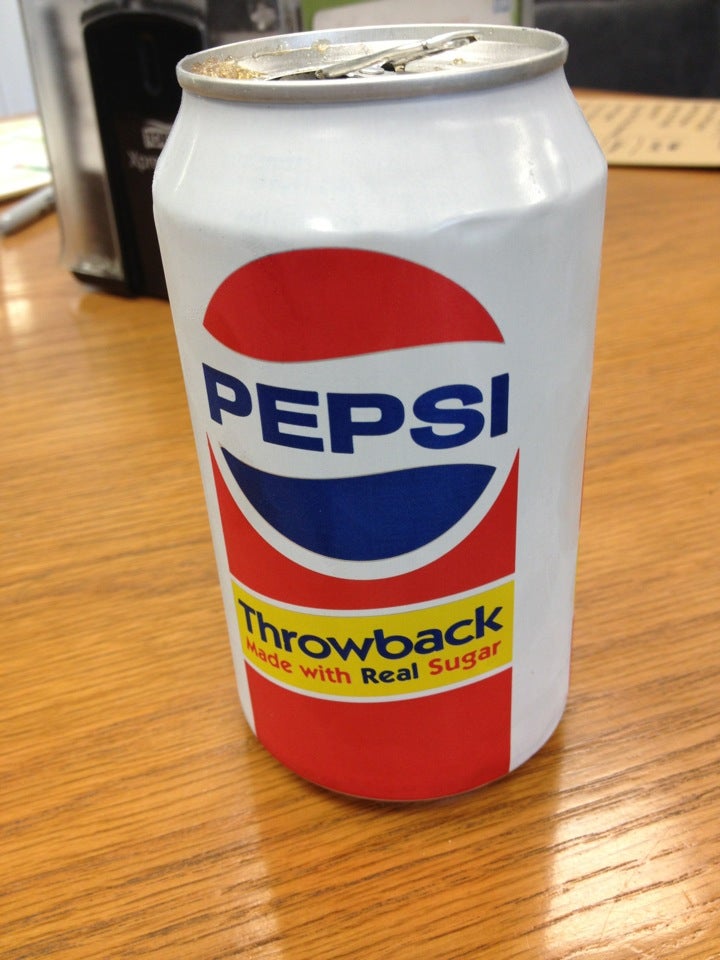 PEPSI
Throwback
Made with Real Sugar